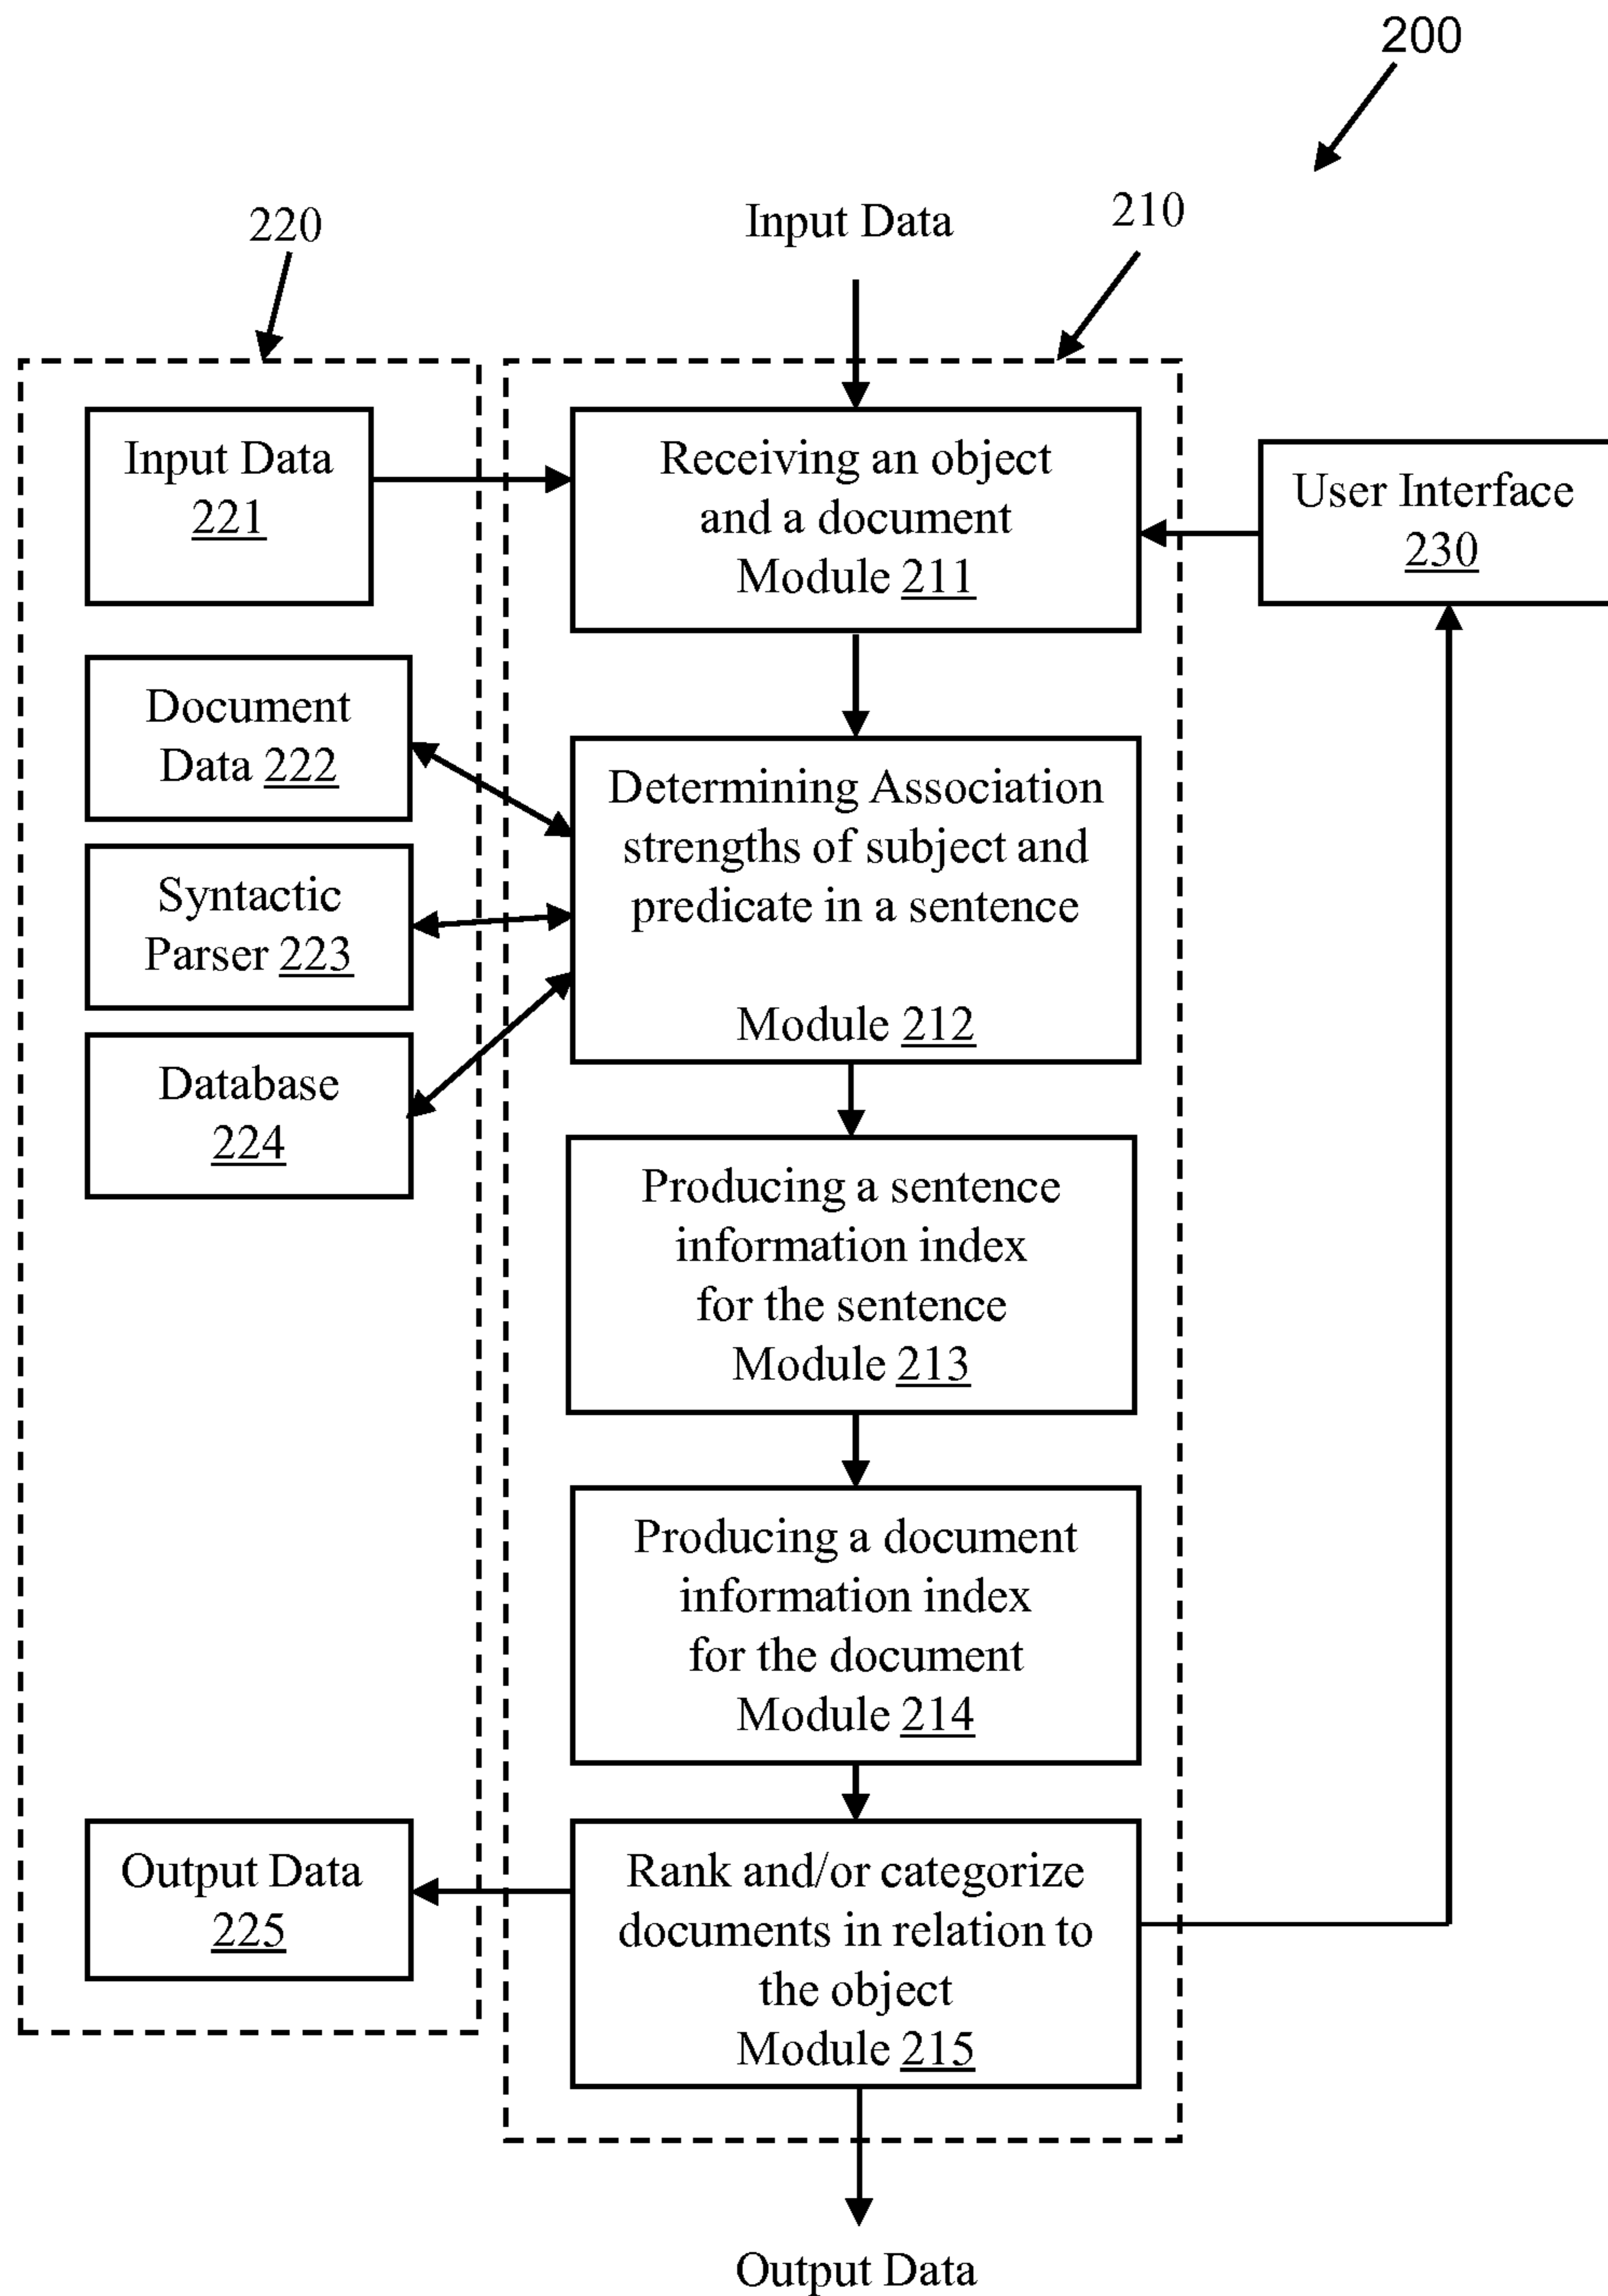 200
220
Input Data
210
Input Data
221
Receiving an object
and a document
Module 211
User Interface
230
Document
Data 222
Determining Association
strengths of subject and
predicate in a sentence
Module 212
Syntactic
Parser 223
Database
224
Producing a sentence
information index
for the sentence
Module 213
Producing a document
information index
for the document
Module 214
Output Data
225
Rank and/or categorize
documents in relation to
the object
Module 215
Output Data